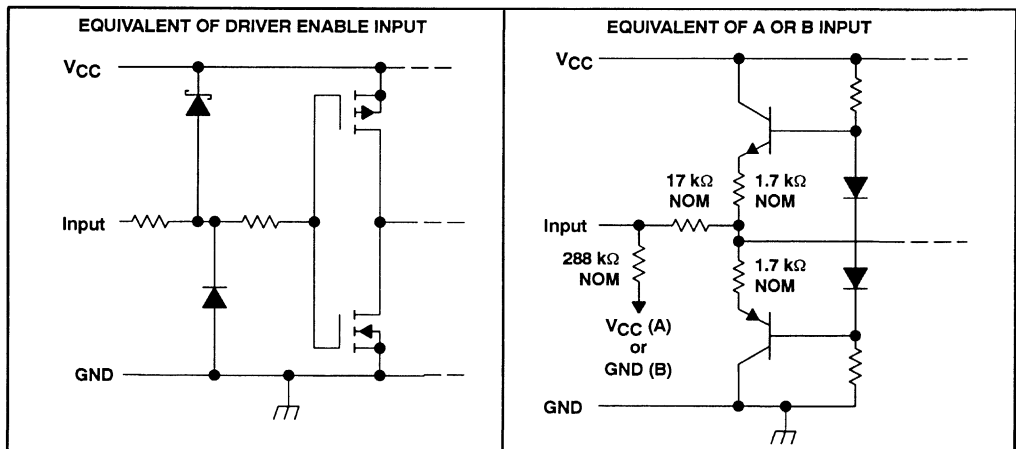 EQUIVALENT OF DRIVER ENABLE INPUT
VCC
Input
GND
EQUIVALENT OF A OR B INPUT
VCC
17 kΩ
NOM
1.7 kΩ
NOM
Input
288 kΩ
NOM
1.7 kΩ
NOM
VCC (A)
or
GND (B)
GND